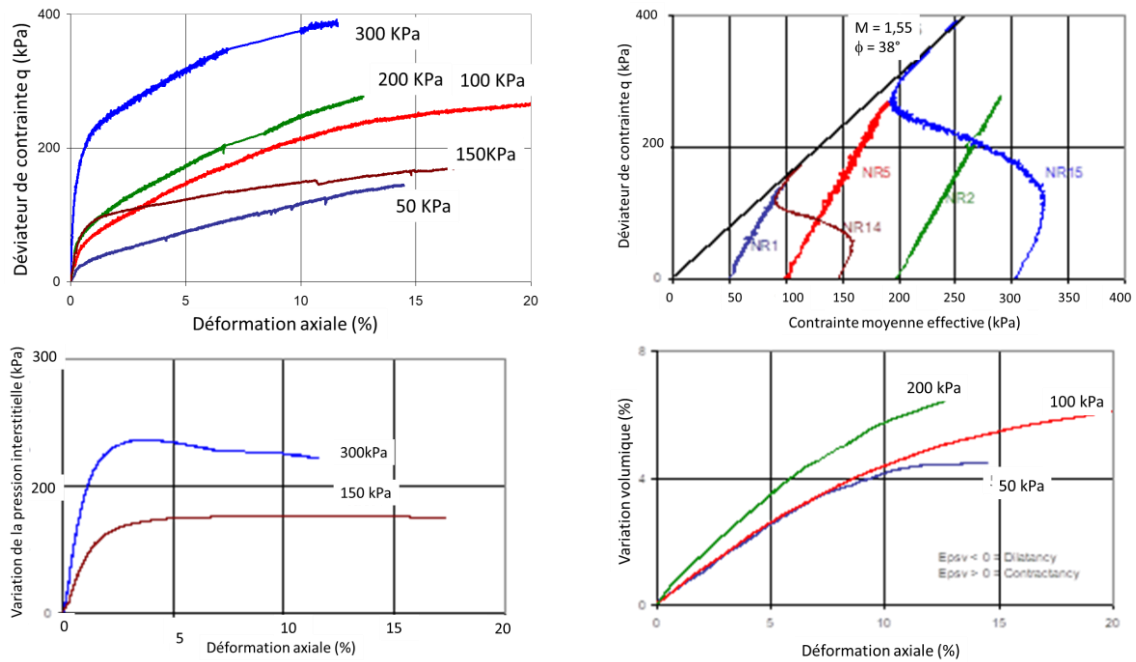 Déviateur de contrainte q (kPa)
400
200
0
300 KPa
200 KPa
100 KPa
150KPa
50 KPa
0
5
10
15
20
Déformation axiale (%)
Déviateur de contrainte q (kPa)
400
200
0
M = 1,55
ϕ = 38°
NR1
NR14
NR5
NR2
NR15
0
50
100
150
200
250
300
350
400
Contrainte moyenne effective (kPa)
Variation de la pression interstitielle (kPa)
300
200
0
300kPa
150 kPa
0
5
10
15
20
Déformation axiale (%)
Variation volumique (%)
8
4
0
200 kPa
100 kPa
50 kPa
Epsv < 0 = Dilatancy
Epsv > 0 = Contractancy
0
5
10
15
20
Déformation axiale (%)